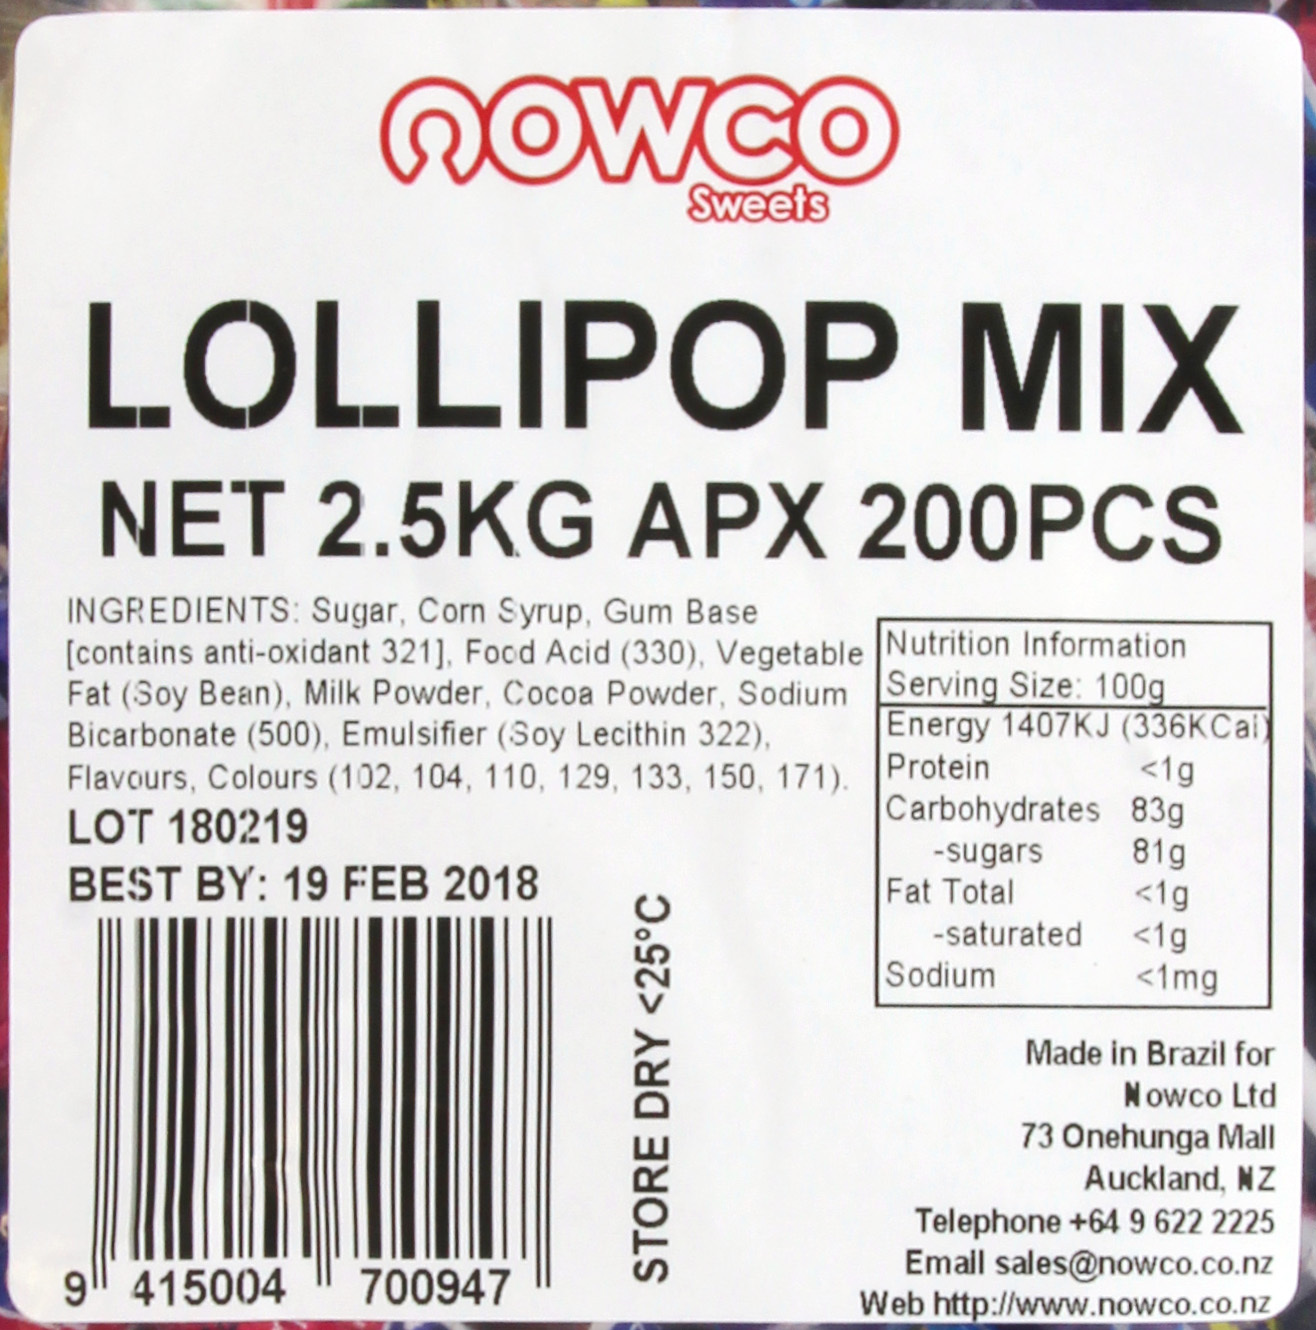 nowco
Sweets
LOLLIPOP MIX
NET 2.5KG APX 200PCS
INGREDIENTS: Sugar, Corn Syrup, Gum Base
[contains anti-oxidant 321], Food Acid (330), Vegetable
Fat (Soy Bean), Milk Powder, Cocoa Powder, Sodium
Bicarbonate (500), Emulsifier (Soy Lecithin 322),
Flavours, Colours (102, 104, 110, 129, 133, 150, 171).
LOT 180219
BEST BY: 19 FEB 2018
9 415004 700947
STORE DRY <25°C
Nutrition Information
Serving Size: 100g
Energy 1407KJ (336KCal)
Protein <1g
Carbohydrates 83g
-sugars 81g
Fat Total <1g
-saturated <1g
Sodium <1mg
Made in Brazil for
Nowco Ltd
73 Onehunga Mall
Auckland, NZ
Telephone +64 9 622 2225
Email sales@nowco.co.nz
Web http://www.nowco.co.nz